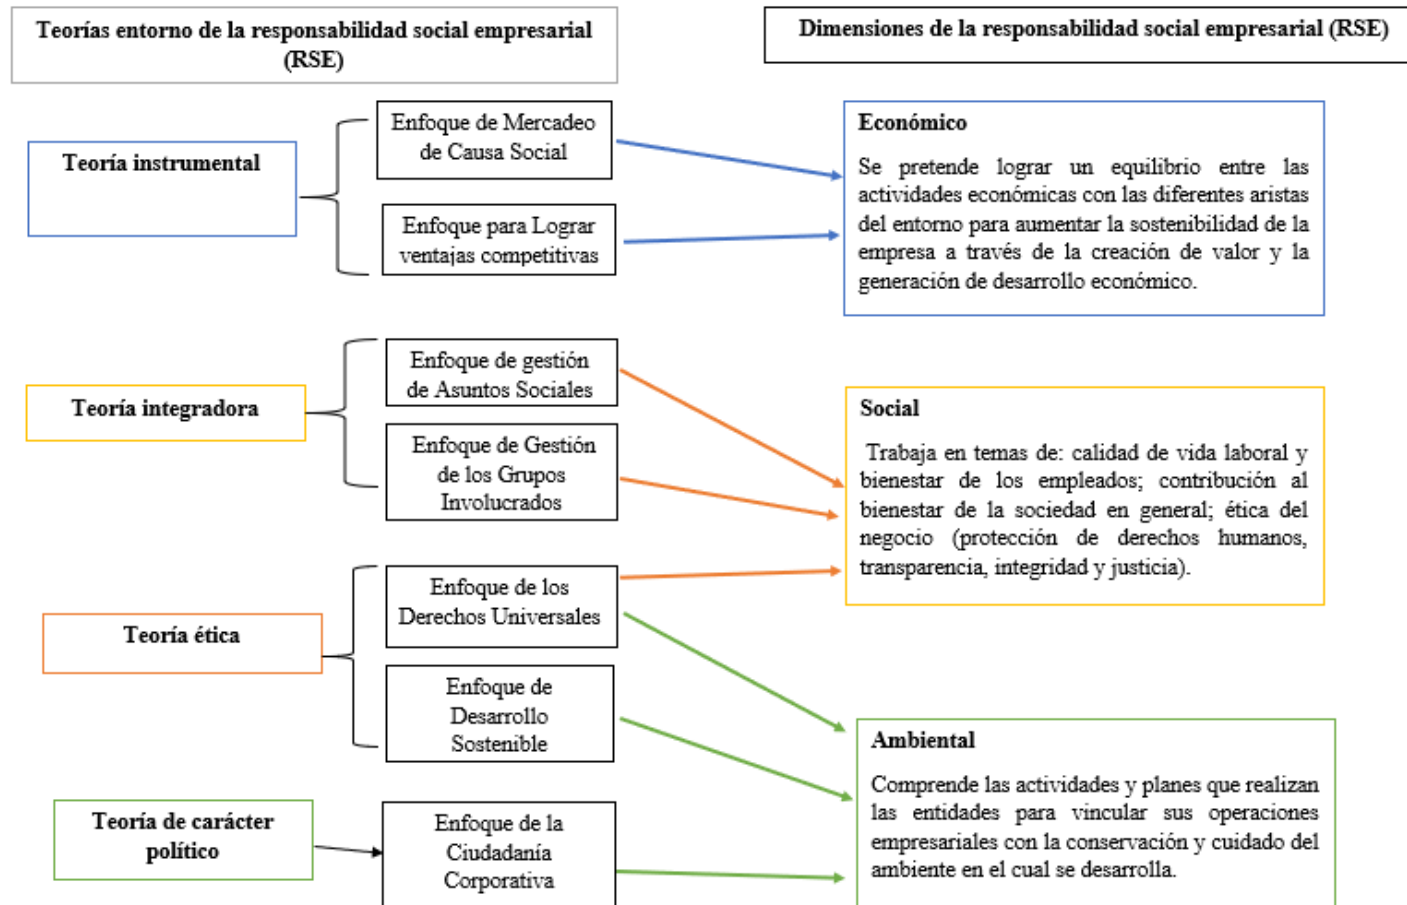 Teorías entorno de la responsabilidad social empresarial
(RSE)
Dimensiones de la responsabilidad social empresarial (RSE)
Teoría instrumental
Enfoque de Mercadeo
de Causa Social
Enfoque para Lograr
ventajas competitivas
Económico
Se pretende lograr un equilibrio entre las
actividades económicas con las diferentes aristas
del entorno para aumentar la sostenibilidad de la
empresa a través de la creación de valor y la
generación de desarrollo económico.
Teoría integradora
Enfoque de gestión
de Asuntos Sociales
Enfoque de Gestión
de los Grupos
Involucrados
Social
Trabaja en temas de: calidad de vida laboral y
bienestar de los empleados; contribución al
bienestar de la sociedad en general; ética del
negocio (protección de derechos humanos,
transparencia, integridad y justicia).
Teoría ética
Enfoque de los
Derechos Universales
Enfoque de
Desarrollo
Sostenible
Teoría de carácter
político
Enfoque de la
Ciudadanía
Corporativa
Ambiental
Comprende las actividades y planes que realizan
las entidades para vincular sus operaciones
empresariales con la conservación y cuidado del
ambiente en el cual se desarrolla.